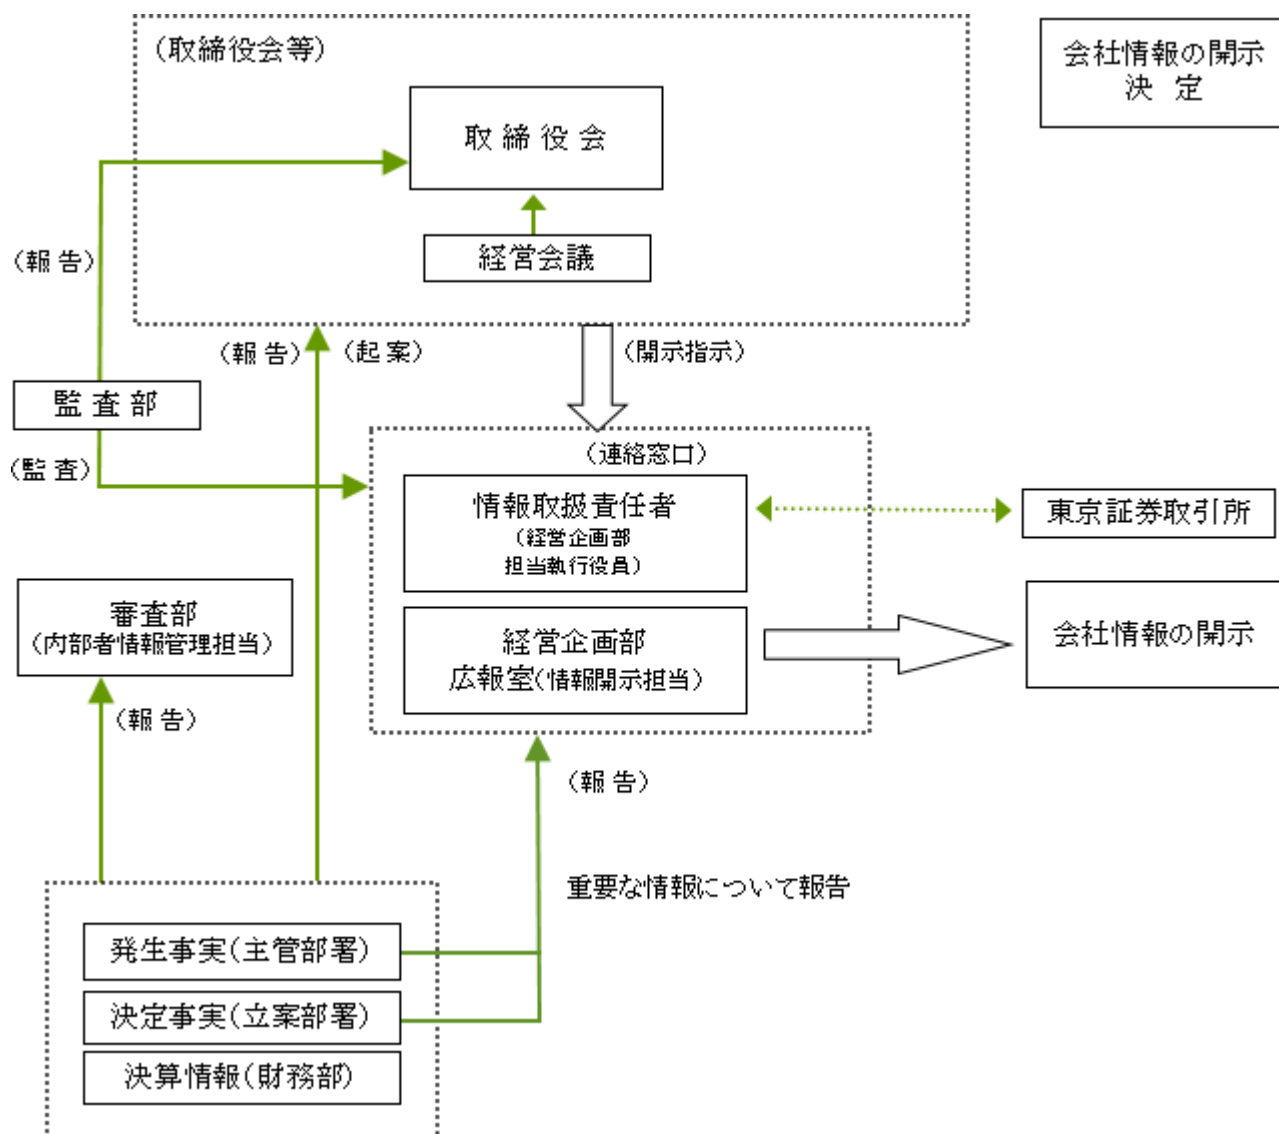 （取締役会等）
会社情報の開示
決 定
取 締 役 会
経営会議
（報 告）
（報 告）
（起 案）
（開示指示）
監 査 部
（監 査）
（連絡窓口）
情報取扱責任者
（経営企画部
担当執行役員）
東京証券取引所
審査部
（内部者情報管理担当）
経営企画部
広報室（情報開示担当）
会社情報の開示
（報 告）
（報 告）
重要な情報について報告
発生事実（主管部署）
決定事実（立案部署）
決算情報（財務部）